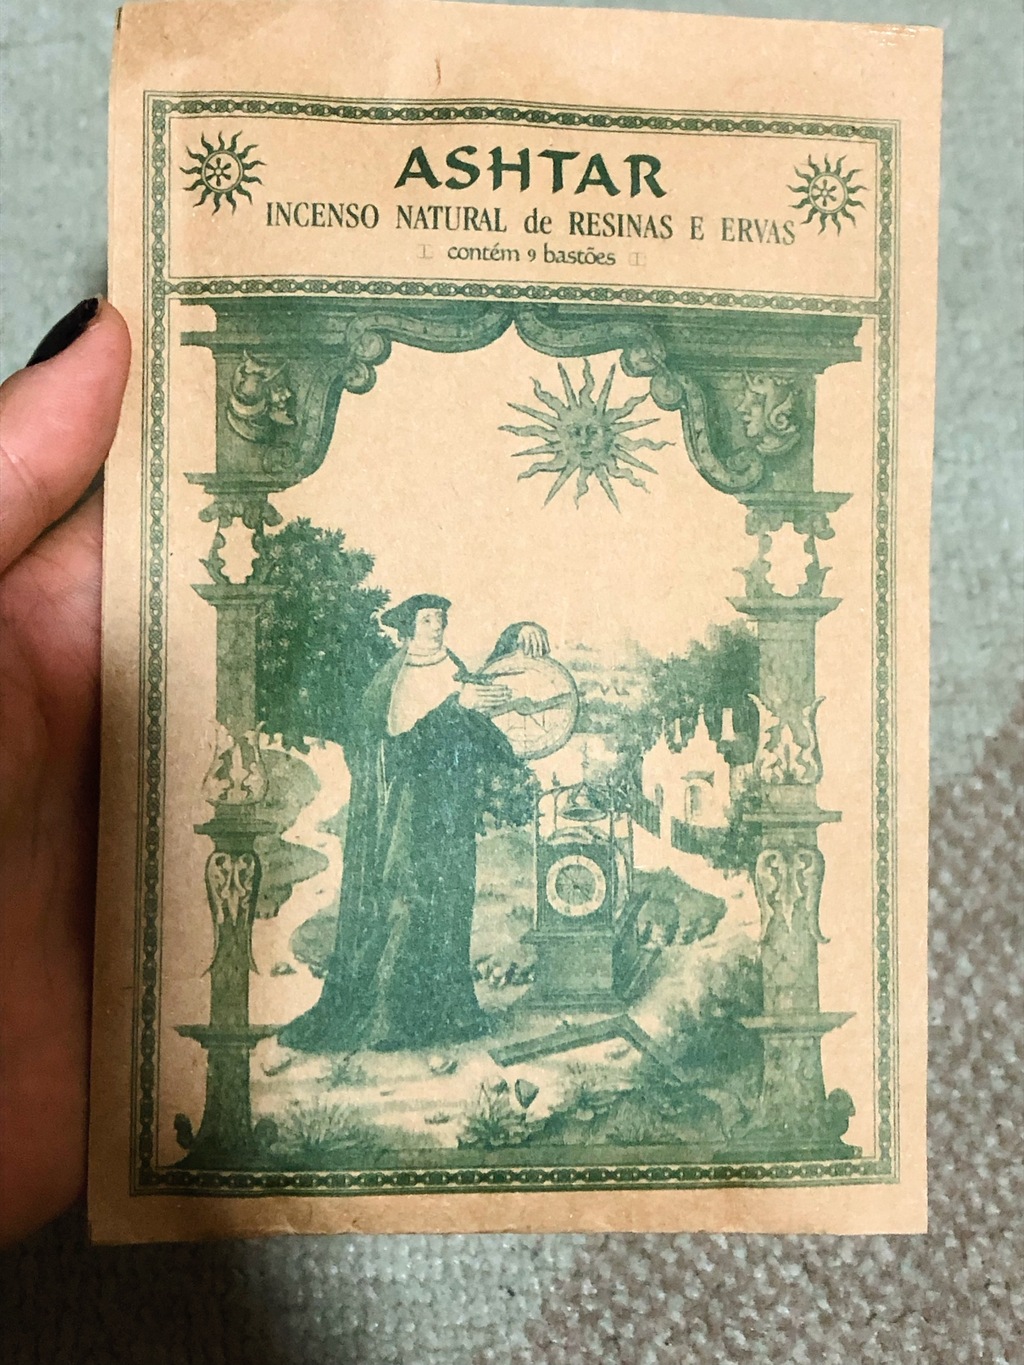 ASHTAR
INCENSO NATURAL de RESINAS E ERVAS
contém 9 bastões